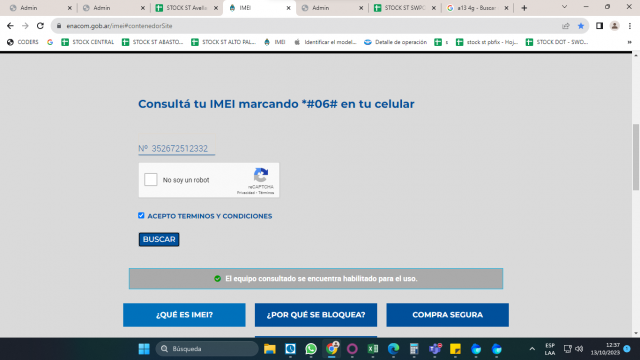 Admin
Admin
STOCK ST Avella
IMEI
Admin
STOCK ST SWPO
a13 4g - Buscar
enacom.gob.ar/imei#contenedorSite
CODERS
G
STOCK CENTRAL
STOCK ST ABASTO...
STOCK ST ALTO PAL...
IMEI
Identificar el model...
Detalle de operación
stock st pbfix - Hoj...
STOCK DOT - SWD...
Consultá tu IMEI marcando *#06# en tu celular
Nº 352672512332
No soy un robot
reCAPTCHA
Privacidad - Términos
ACEPTO TERMINOS Y CONDICIONES
BUSCAR
El equipo consultado se encuentra habilitado para el uso.
¿QUÉ ES IMEI?
¿POR QUÉ SE BLOQUEA?
COMPRA SEGURA
Búsqueda
ESP
LAA
12:37
13/10/2023